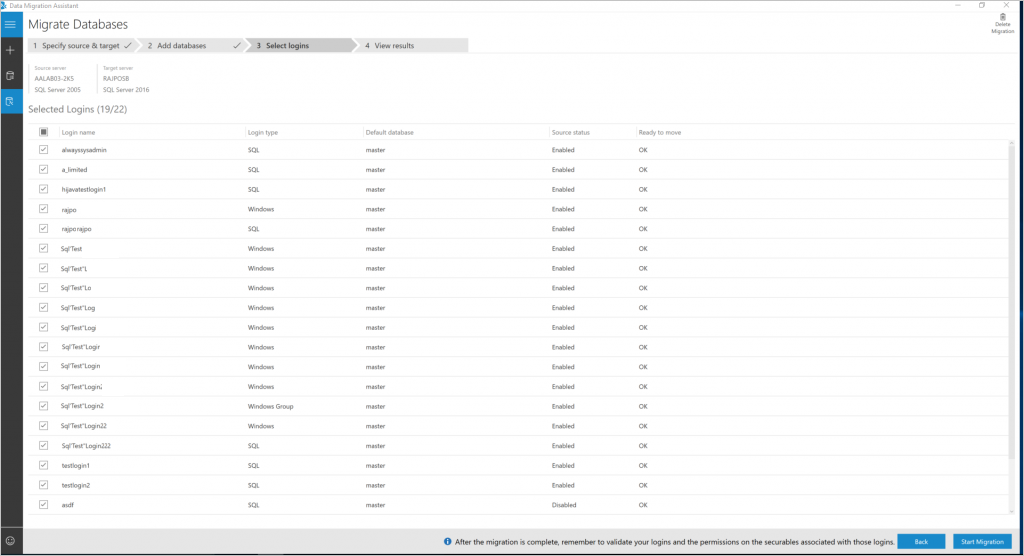 Data Migration Assistant
Migrate Databases
Delete
Migration
1 Specify source & target 2 Add databases 3 Select logins 4 View results
Source server Target server
AALAB03-2K5 RAJPOSB
SQL Server 2005 SQL Server 2016
Selected Logins (19/22)
Login name Login type Default database Source status Ready to move
alwayssysadmin SQL master Enabled OK
a_limited SQL master Enabled OK
hijavatestlogin1 SQL master Enabled OK
rajpo Windows master Enabled OK
rajporajpo SQL master Enabled OK
Sql'Test Windows master Enabled OK
Sql'Test"L Windows master Enabled OK
Sql'Test"Lo Windows master Enabled OK
Sql'Test"Log Windows master Enabled OK
Sql'Test"Logi Windows master Enabled OK
Sql'Test"Logir Windows master Enabled OK
Sql'Test"Login Windows master Enabled OK
Windows master Enabled OK
Sql'Test"Login2 Windows Group master Enabled OK
Sql'Test"Login22 Windows master Enabled OK
Sql'Test"Login222 SQL master Enabled OK
testlogin1 SQL master Enabled OK
testlogin2 SQL master Enabled OK
asdf SQL master Disabled OK
After the migration is complete, remember to validate your logins and the permissions on the securables associated with those logins. Back Start Migration